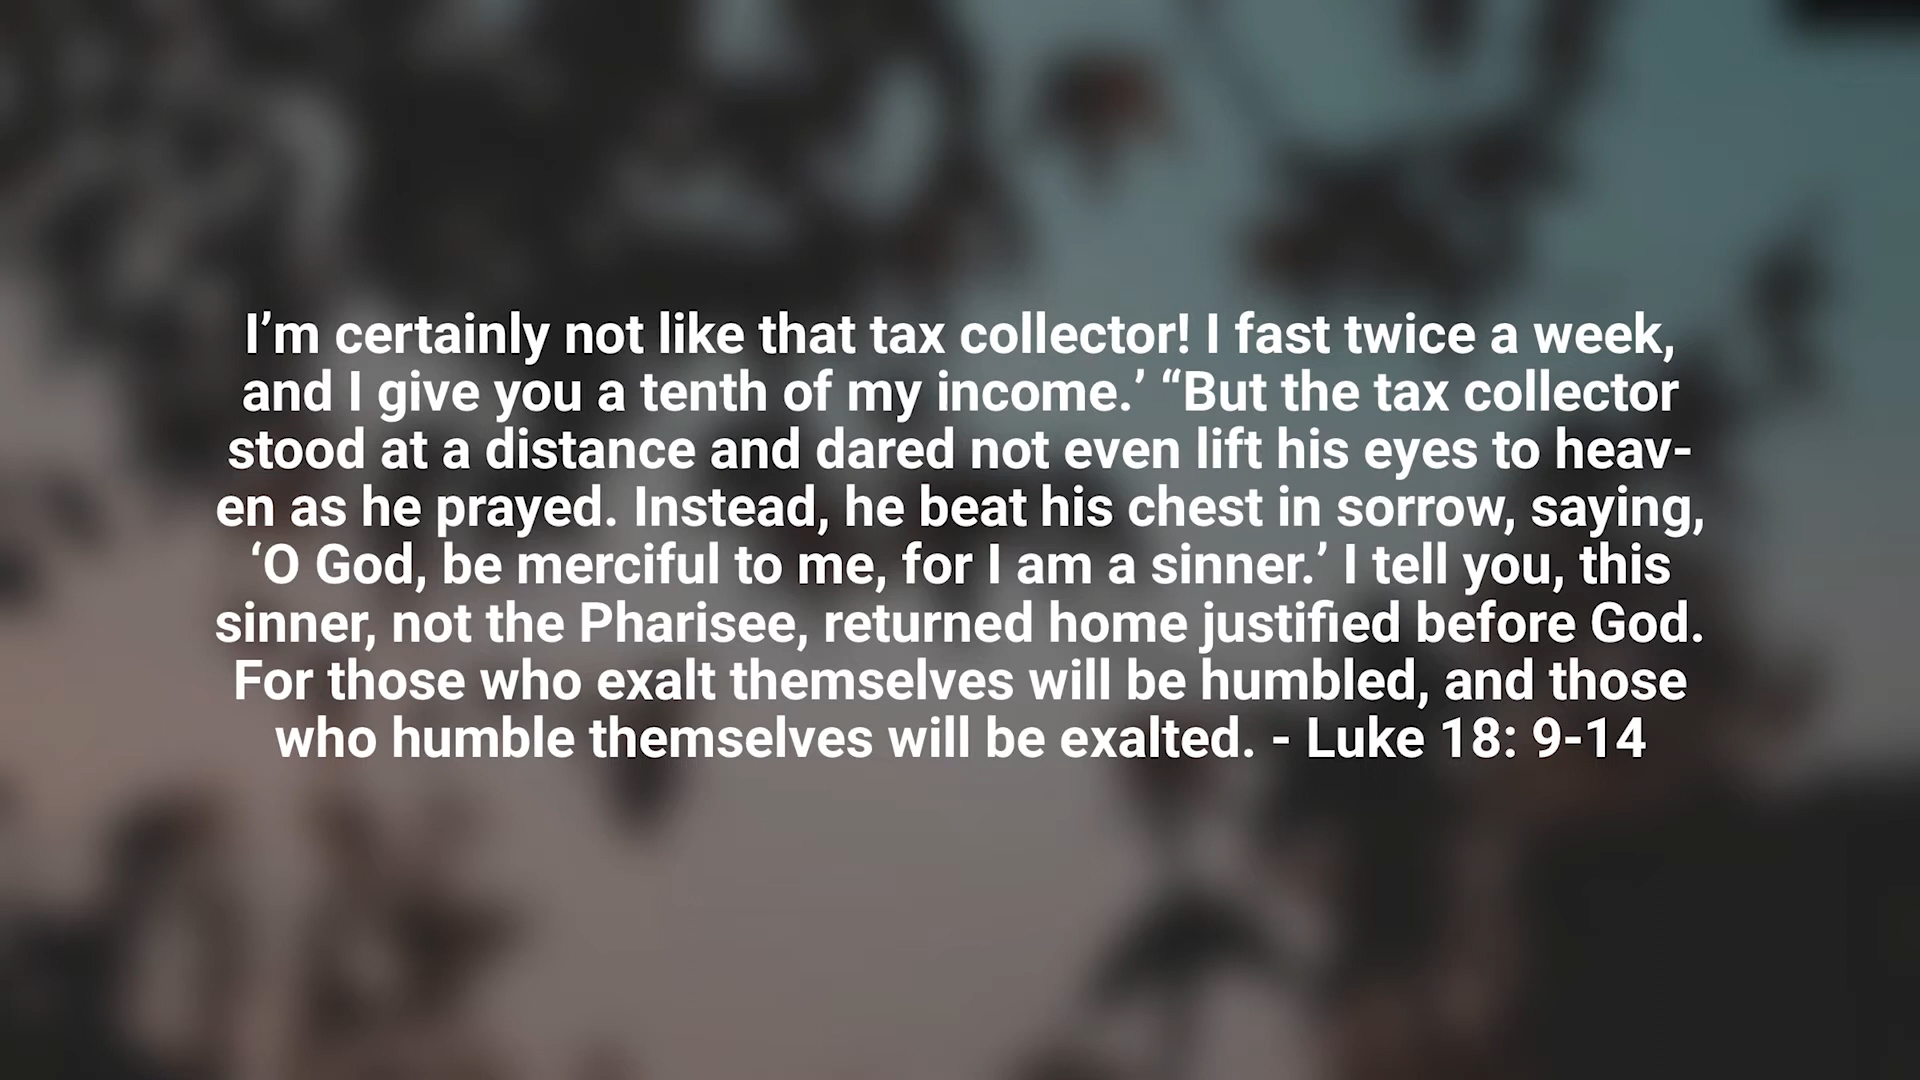 I’m certainly not like that tax collector! I fast twice a week,
and I give you a tenth of my income.’ “But the tax collector
stood at a distance and dared not even lift his eyes to heav-
en as he prayed. Instead, he beat his chest in sorrow, saying,
‘O God, be merciful to me, for I am a sinner.’ I tell you, this
sinner, not the Pharisee, returned home justified before God.
For those who exalt themselves will be humbled, and those
who humble themselves will be exalted. - Luke 18: 9-14